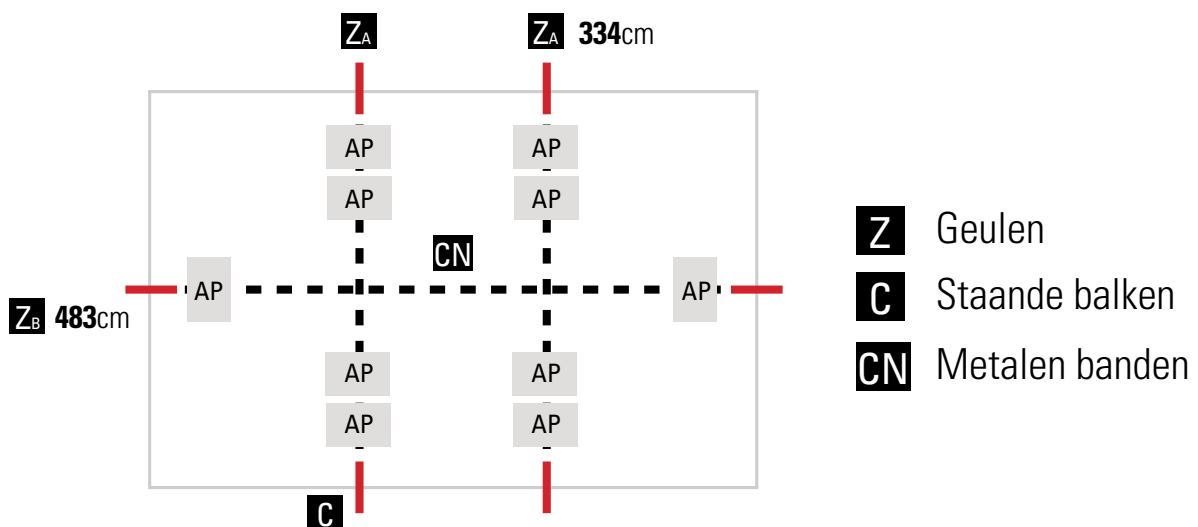 ZA ZA 334cm
AP AP
AP AP
CN
AP AP
ZB 483cm
AP AP
AP AP
C
Z Geulen
C Staande balken
CN Metalen banden